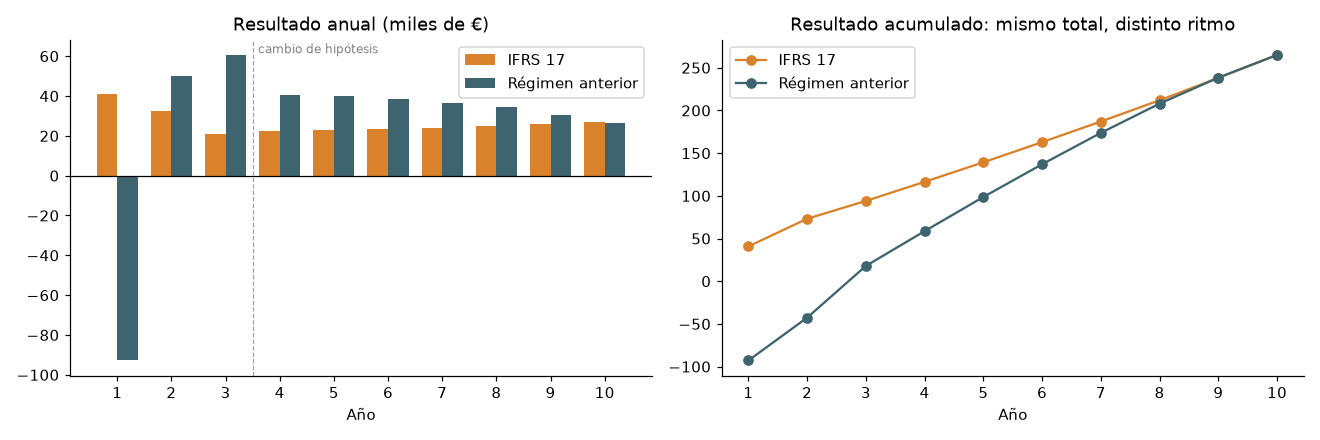 Resultado anual (miles de €)
cambio de hipótesis
IFRS 17
Régimen anterior
60
40
20
0
−20
−40
−60
−80
−100
1 2 3 4 5 6 7 8 9 10
Año
Resultado acumulado: mismo total, distinto ritmo
IFRS 17
Régimen anterior
250
200
150
100
50
0
−50
−100
1 2 3 4 5 6 7 8 9 10
Año